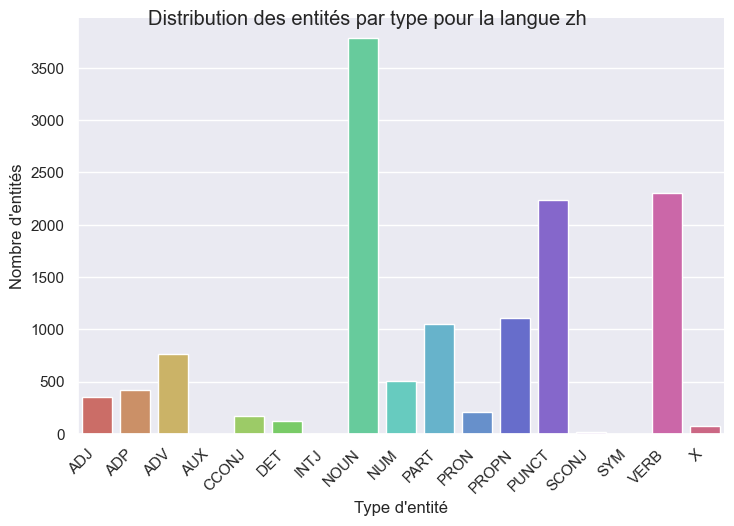 Distribution des entités par type pour la langue zh
Nombre d'entités
3500
3000
2500
2000
1500
1000
500
0
ADJ
ADP
ADV
AUX
CCONJ
DET
INTJ
NOUN
NUM
PART
PRON
PROPN
PUNCT
SCONJ
SYM
VERB
X
Type d'entité